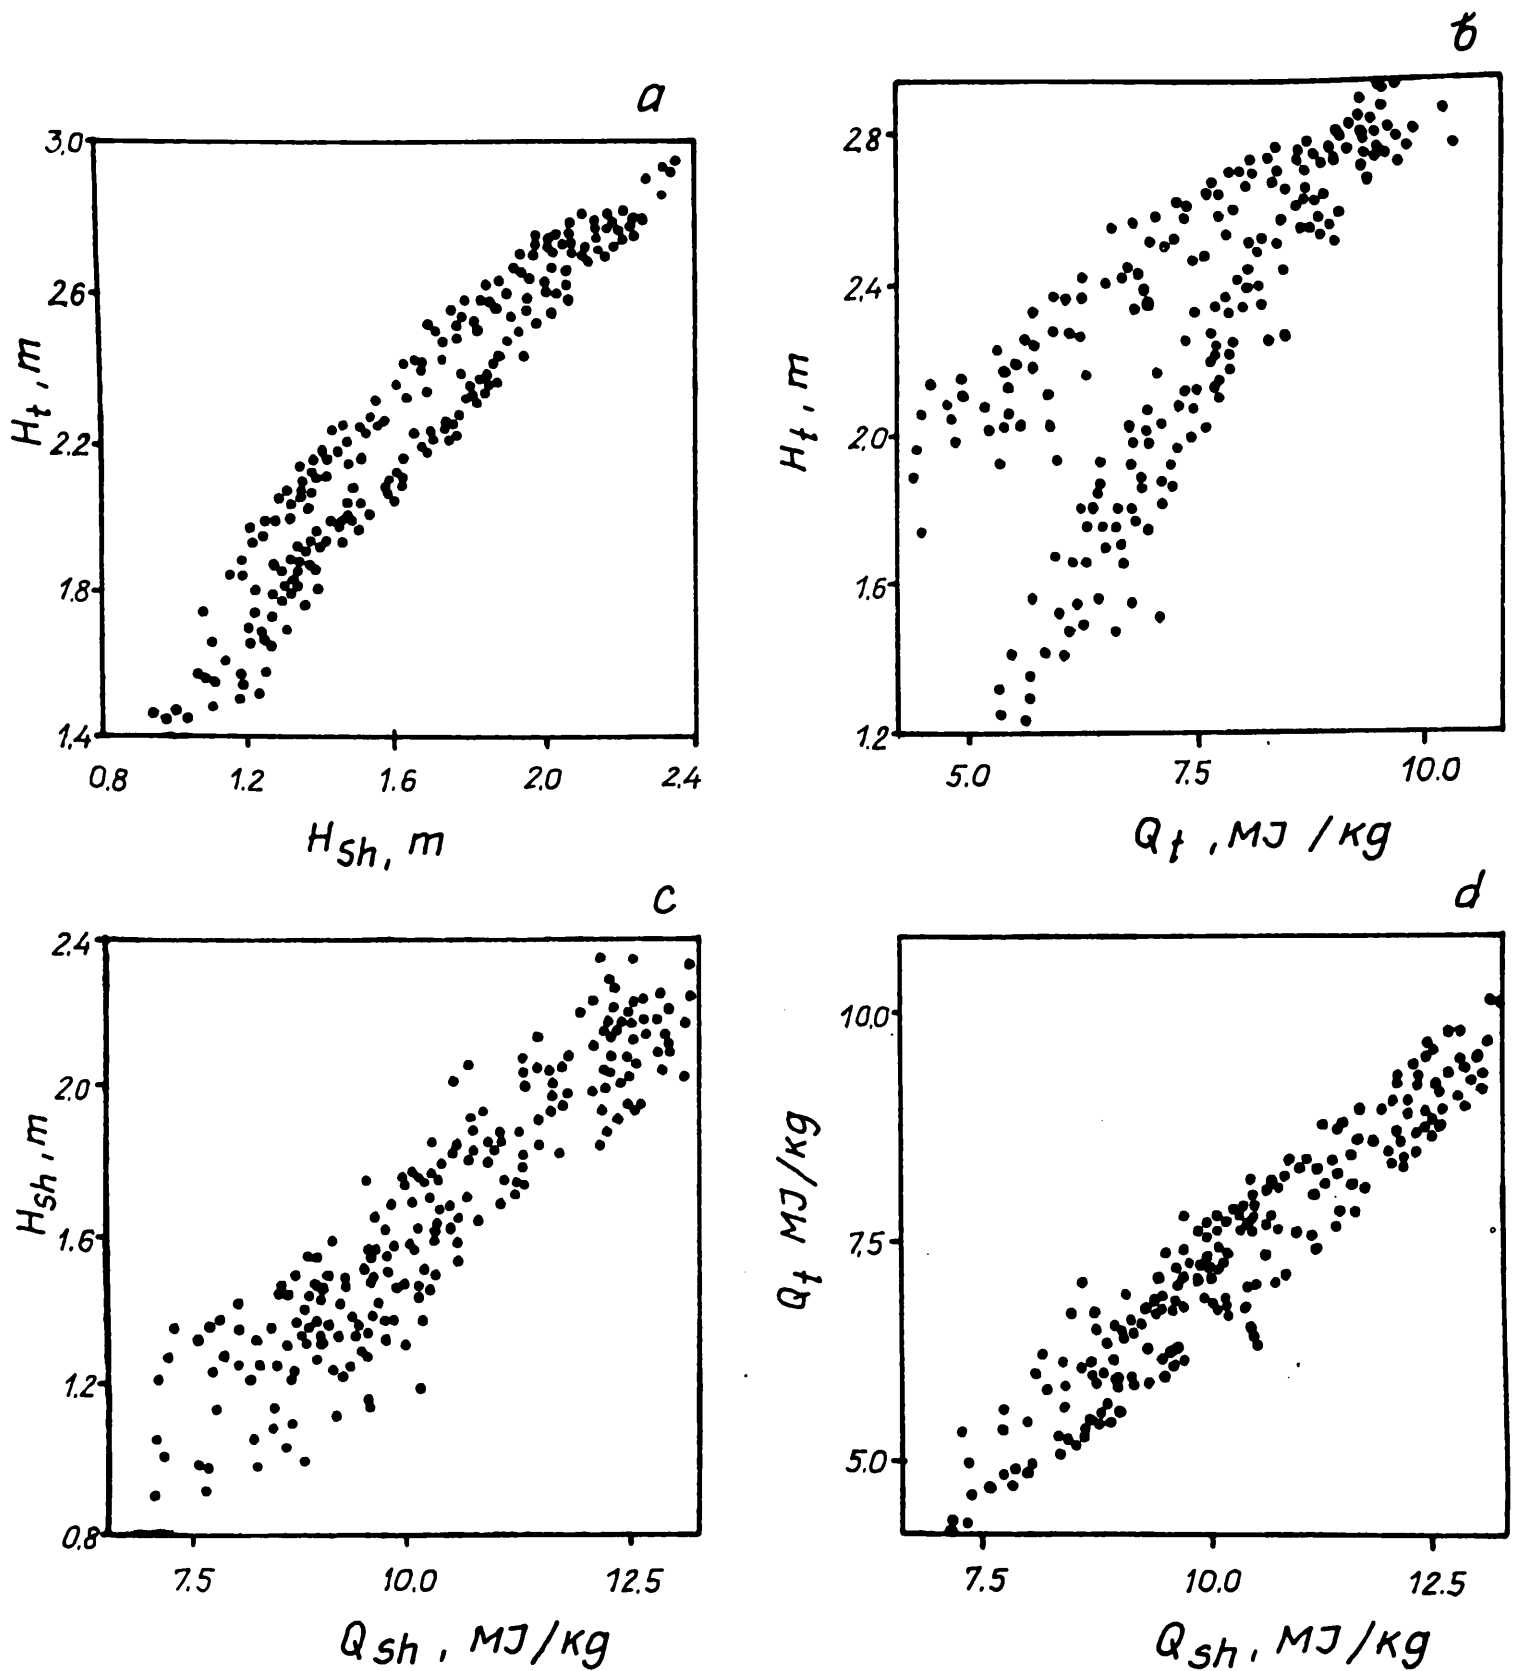 a
3,0
2.6
2.2
1.8
1,4
H_t , m
0.8 1.2 1.6 2.0 2.4
H_sh, m
b
2.8
2,4
2,0
1.6
1.2
H_t , m
5.0 7.5 10.0
Q_t , MJ /kg
c
2.4
2.0
1.6
1.2
0.8
H_sh , m
7.5 10.0 12.5
Q_sh , MJ/kg
d
10.0
7,5
5.0
Q_t MJ/kg
7.5 10.0 12.5
Q_sh , MJ/kg